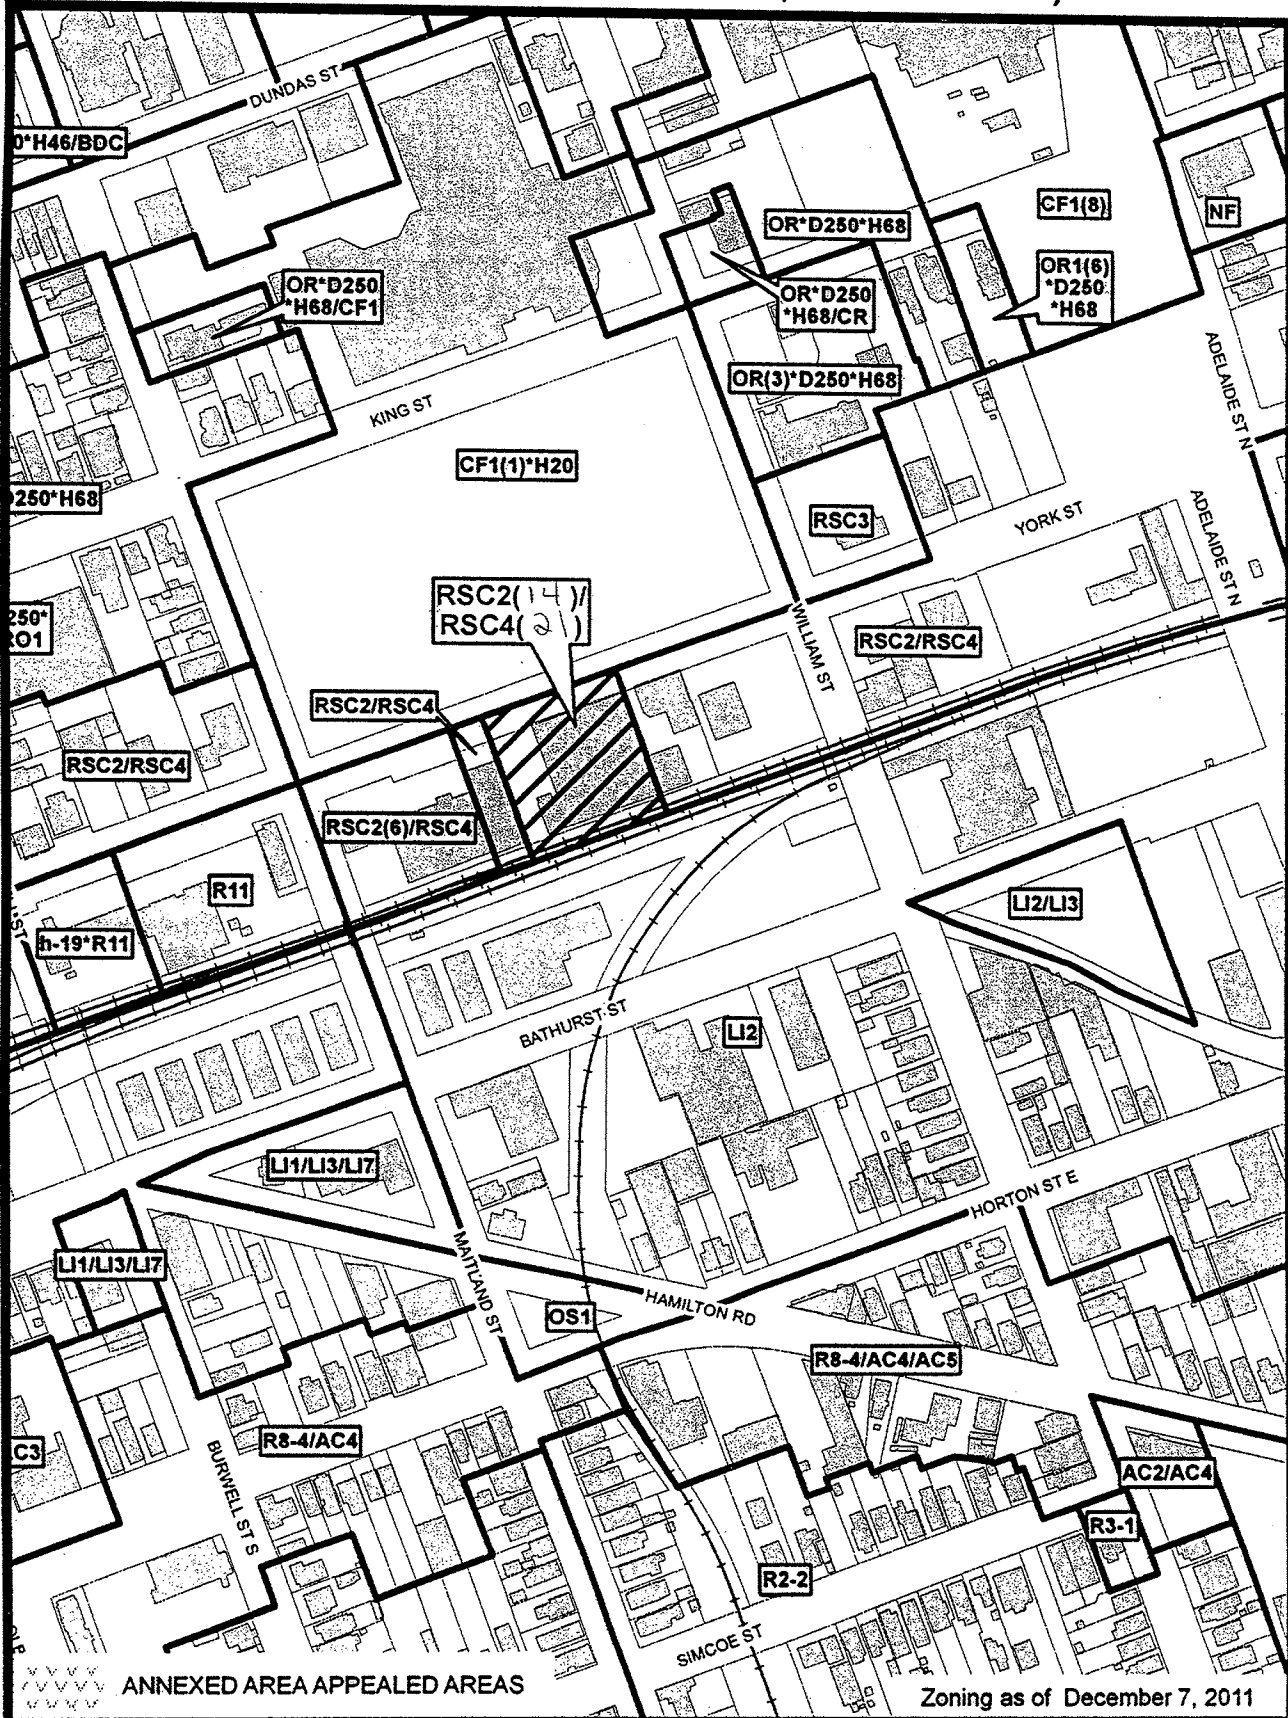 DUNDAS ST
0*H46/BDC
CF1(8)
NF
OR*D250*H68
OR1(6)
*D250
*H68
OR*D250
*H68/CF1
OR*D250
*H68/CR
ADELAIDE ST N
OR(3)*D250*H68
KING ST
CF1(1)*H20
D250*H68
RSC3
YORK ST
ADELAIDE ST N
RSC2(14)/
RSC4(21)
250*
RO1
WILLIAM ST
RSC2/RSC4
RSC2/RSC4
RSC2/RSC4
RSC2(6)/RSC4
R11
LI2/LI3
h-19*R11
ST
BATHURST ST
LI2
LI1/LI3/LI7
HORTON ST E
MAITLAND ST
LI1/LI3/LI7
HAMILTON RD
OS1
R8-4/AC4/AC5
R8-4/AC4
C3
BURWELL ST S
AC2/AC4
R3-1
R2-2
SIMCOE ST
ANNEXED AREA APPEALED AREAS
Zoning as of December 7, 2011